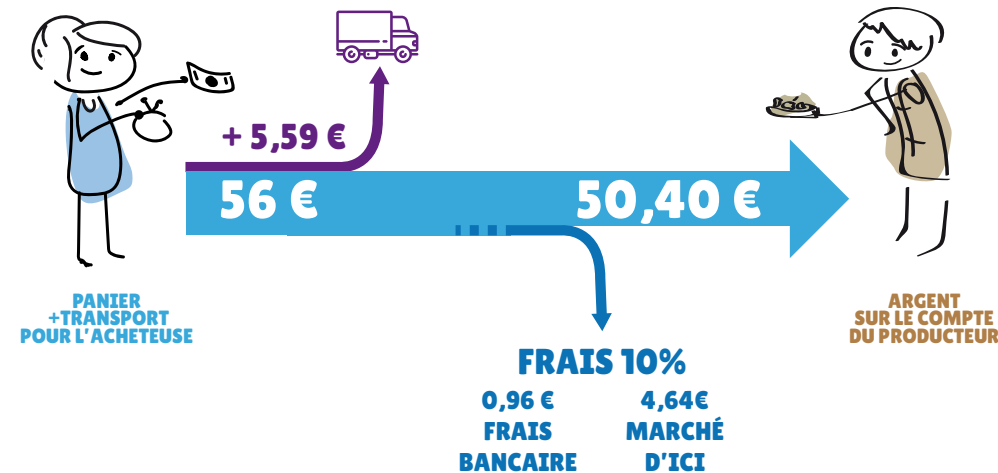 + 5,59 €
56 €
50,40 €
PANIER
+TRANSPORT
POUR L'ACHETEUSE
ARGENT
SUR LE COMPTE
DU PRODUCTEUR
FRAIS 10%
0,96 €
FRAIS
BANCAIRE
4,64€
MARCHÉ
D'ICI